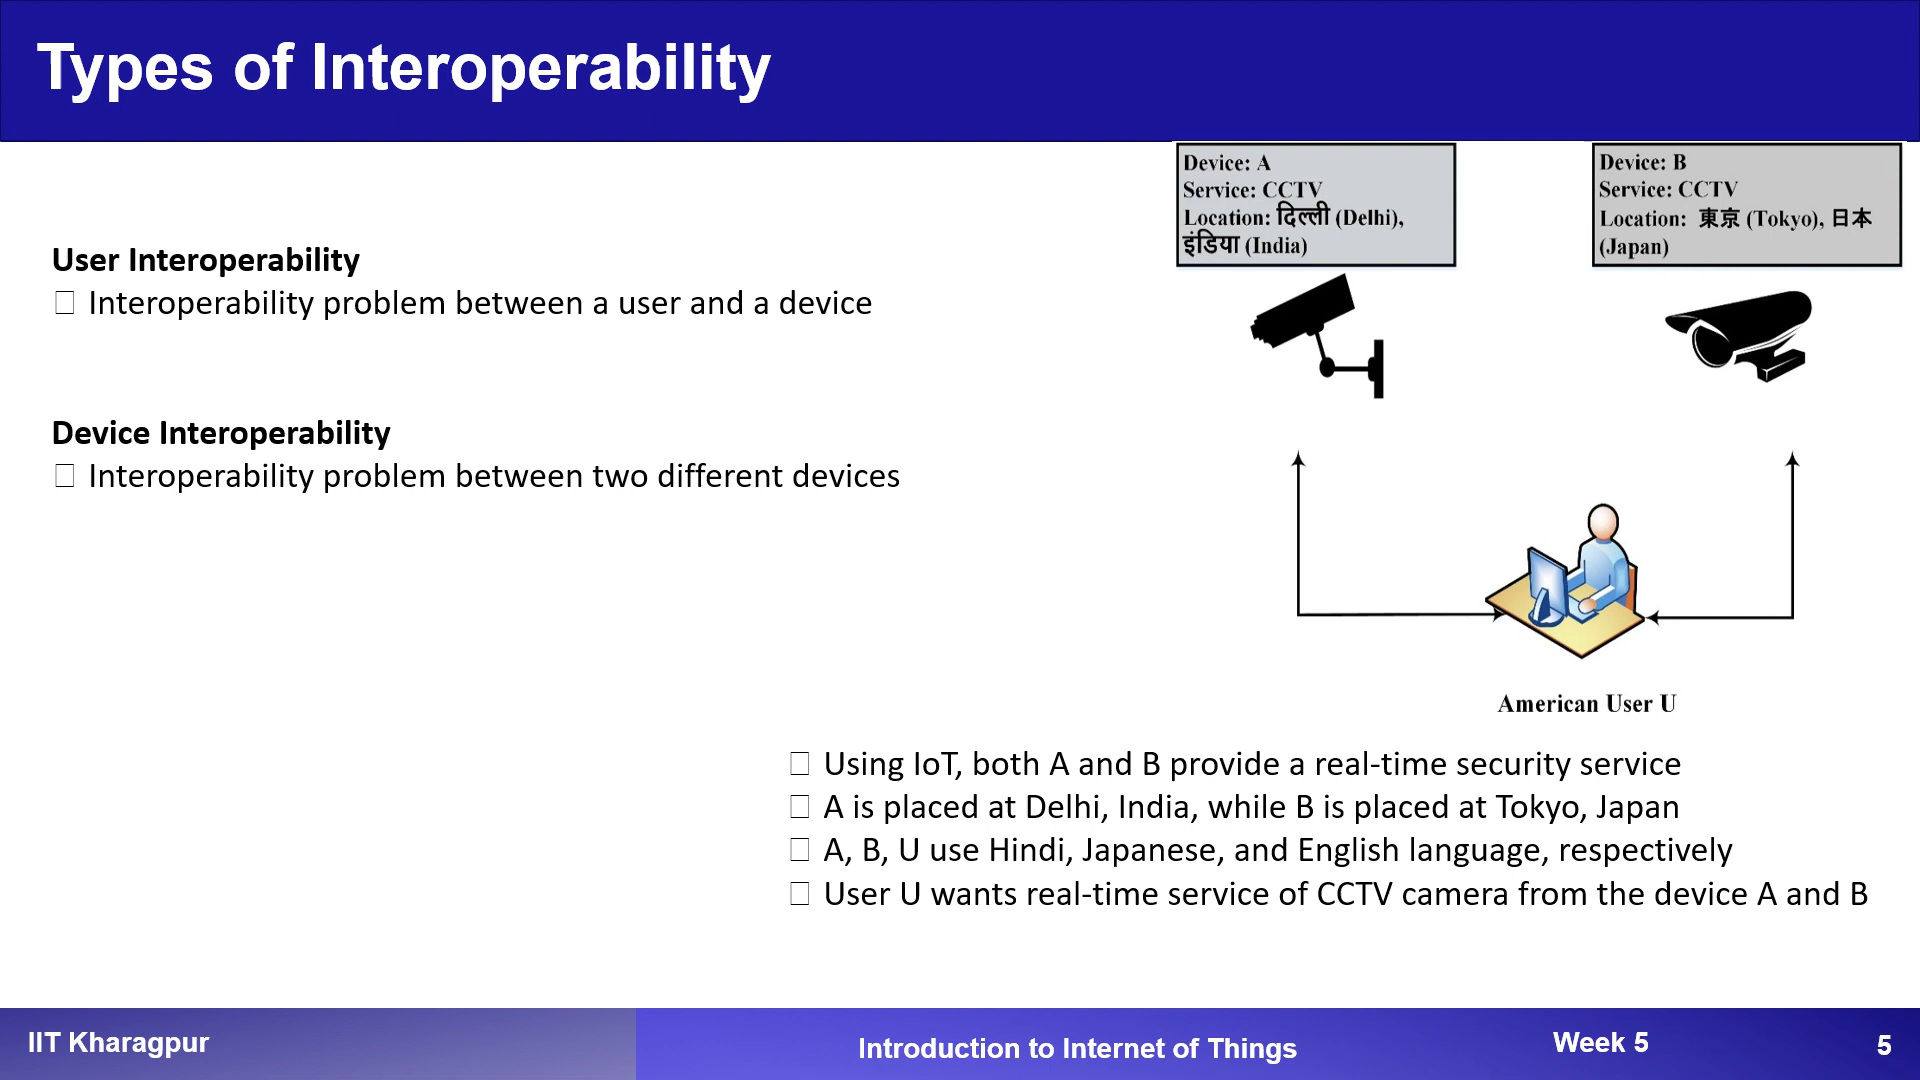 Types of Interoperability
User Interoperability
Interoperability problem between a user and a device
Device Interoperability
Interoperability problem between two different devices
Device: A
Service: CCTV
Location: दिल्ली (Delhi),
इंडिया (India)
Device: B
Service: CCTV
Location: 東京 (Tokyo), 日本
(Japan)
American User U
Using IoT, both A and B provide a real-time security service
A is placed at Delhi, India, while B is placed at Tokyo, Japan
A, B, U use Hindi, Japanese, and English language, respectively
User U wants real-time service of CCTV camera from the device A and B
IIT Kharagpur
Introduction to Internet of Things
Week 5
5